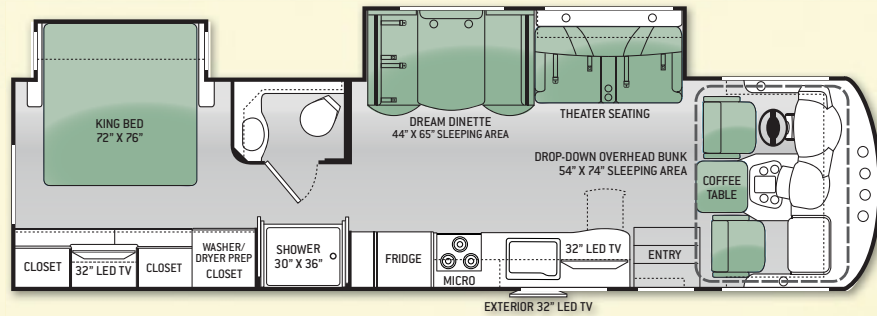 KING BED
72" X 76"
DREAM DINETTE
44" X 65" SLEEPING AREA
THEATER SEATING
DROP-DOWN OVERHEAD BUNK
54" X 74" SLEEPING AREA
COFFEE
TABLE
CLOSET
32" LED TV
CLOSET
WASHER/
DRYER PREP
CLOSET
SHOWER
30" X 36"
FRIDGE
MICRO
32" LED TV
ENTRY
EXTERIOR 32" LED TV